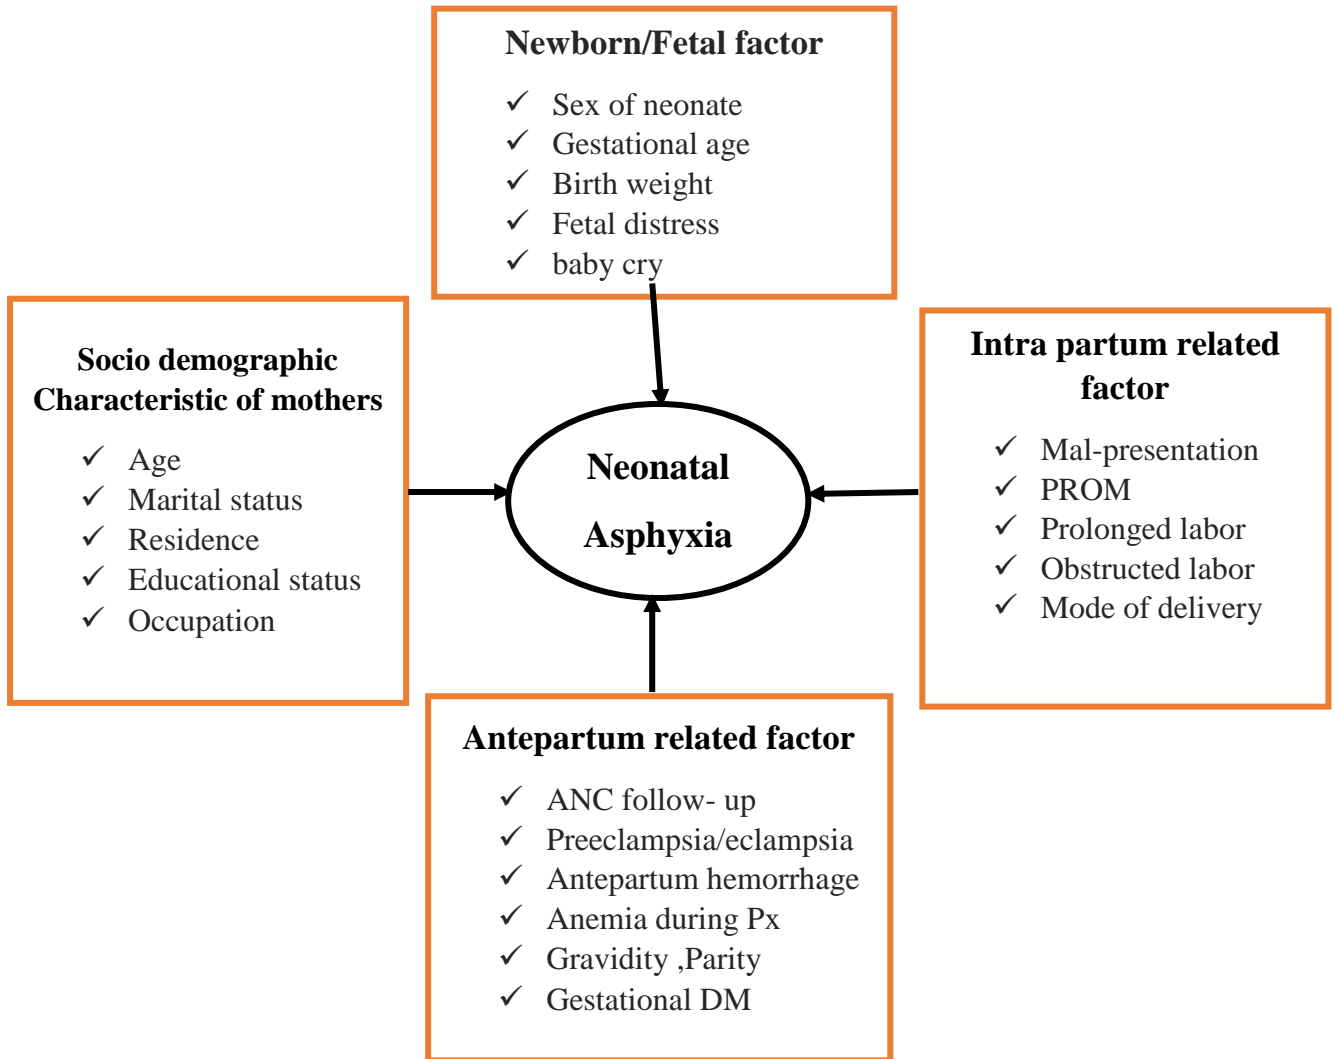 Newborn/Fetal factor
✓ Sex of neonate
✓ Gestational age
✓ Birth weight
✓ Fetal distress
✓ baby cry
Socio demographic
Characteristic of mothers
✓ Age
✓ Marital status
✓ Residence
✓ Educational status
✓ Occupation
Neonatal
Asphyxia
Intra partum related
factor
✓ Mal-presentation
✓ PROM
✓ Prolonged labor
✓ Obstructed labor
✓ Mode of delivery
Antepartum related factor
✓ ANC follow- up
✓ Preeclampsia/eclampsia
✓ Antepartum hemorrhage
✓ Anemia during Px
✓ Gravidity ,Parity
✓ Gestational DM